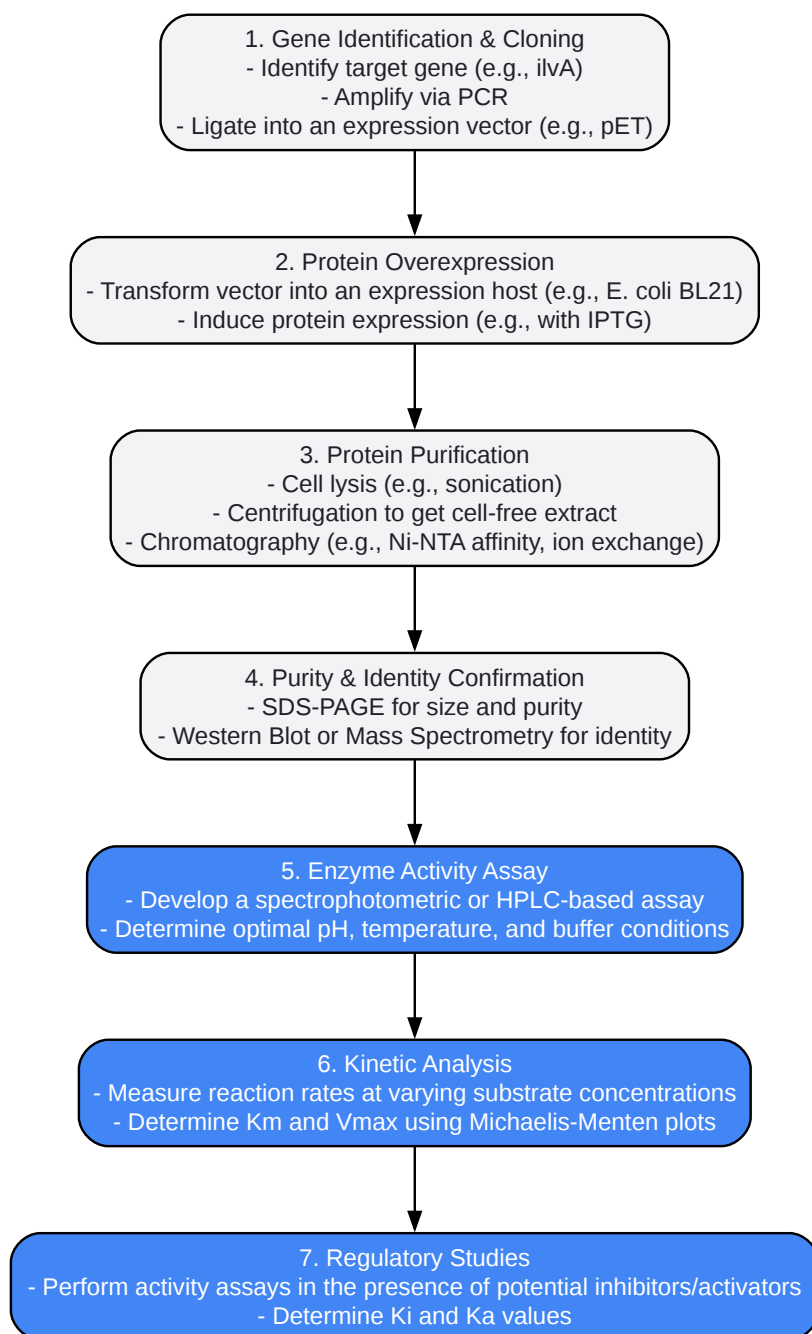 1. Gene Identification & Cloning
- Identify target gene (e.g., ilvA)
- Amplify via PCR
- Ligate into an expression vector (e.g., pET)
2. Protein Overexpression
- Transform vector into an expression host (e.g., E. coli BL21)
- Induce protein expression (e.g., with IPTG)
3. Protein Purification
- Cell lysis (e.g., sonication)
- Centrifugation to get cell-free extract
- Chromatography (e.g., Ni-NTA affinity, ion exchange)
4. Purity & Identity Confirmation
- SDS-PAGE for size and purity
- Western Blot or Mass Spectrometry for identity
5. Enzyme Activity Assay
- Develop a spectrophotometric or HPLC-based assay
- Determine optimal pH, temperature, and buffer conditions
6. Kinetic Analysis
- Measure reaction rates at varying substrate concentrations
- Determine Km and Vmax using Michaelis-Menten plots
7. Regulatory Studies
- Perform activity assays in the presence of potential inhibitors/activators
- Determine Ki and Ka values